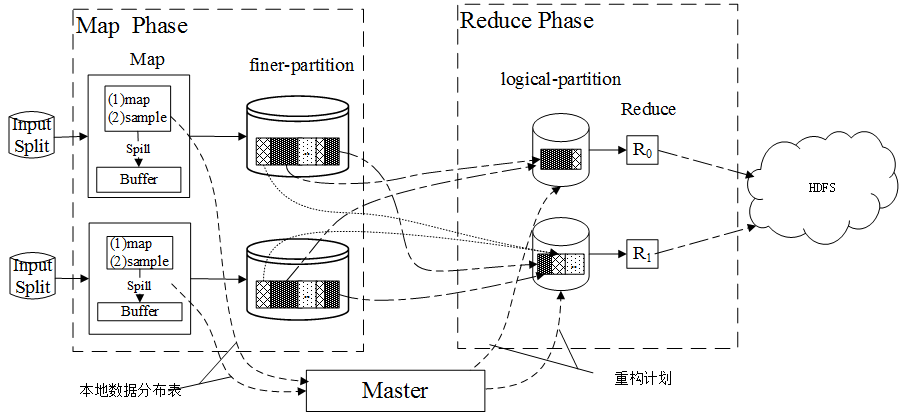 Map Phase
Reduce Phase
Map
finer-partition
logical-partition
Reduce
Input
Split
(1)map
(2)sample
Spill
Buffer
R0
HDFS
Input
Split
(1)map
(2)sample
Spill
Buffer
R1
本地数据分布表
Master
重构计划